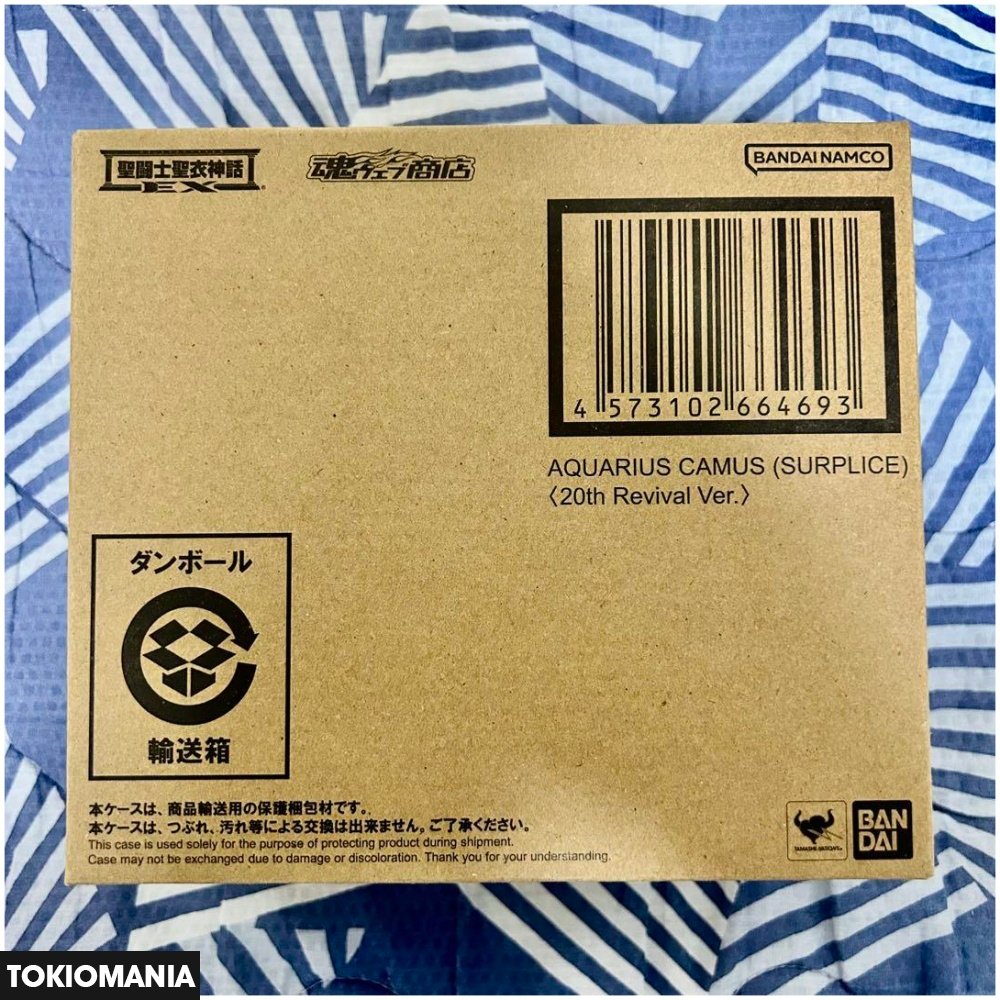 聖闘士聖衣神話
EX
魂ウェブ商店
BANDAI NAMCO
4 573102 664693
AQUARIUS CAMUS (SURPLICE)
〈20th Revival Ver.〉
ダンボール
輸送箱
本ケースは、商品輸送用の保護梱包材です。
本ケースは、つぶれ、汚れ等による交換は出来ません。ご了承ください。
This case is used solely for the purpose of protecting product during shipment.
Case may not be exchanged due to damage or discoloration. Thank you for your understanding.
TAMASHII NATIONS
BAN
DAI
TOKIOMANIA